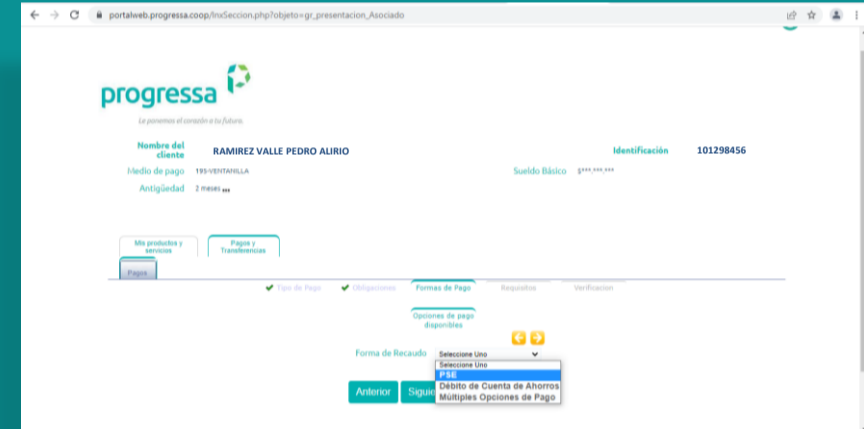 portalweb.progressa.coop/InxSeccion.php?objeto=gr_presentacion_Asociado
progressa
Le ponemos el corazón a tu futuro.
Nombre del cliente RAMIREZ VALLE PEDRO ALIRIO Identificación 101298456
Medio de pago 195-VENTANILLA Sueldo Básico $***,***,***
Antigüedad 2 meses
Mis productos y servicios Pagos y Transferencias
Pagos
Tipo de Pago Obligaciones Formas de Pago Requisitos Verificacion
Opciones de pago disponibles
Forma de Recaudo Seleccione Uno
Seleccione Uno
PSE
Débito de Cuenta de Ahorros
Múltiples Opciones de Pago
Anterior Siguie